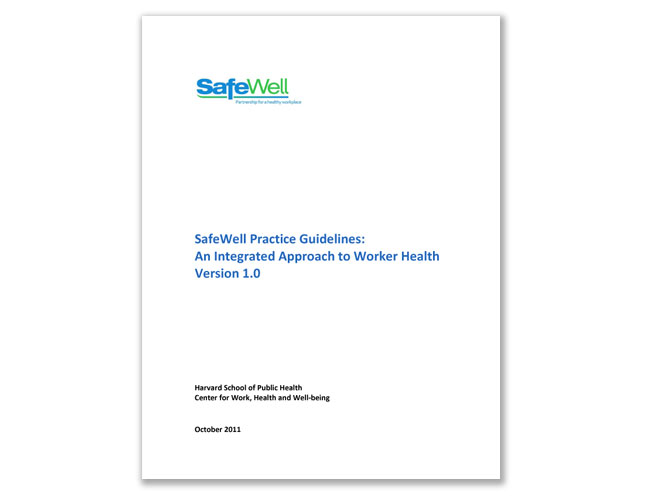 SafeWell
Partnership for a healthy workplace
SafeWell Practice Guidelines:
An Integrated Approach to Worker Health
Version 1.0
Harvard School of Public Health
Center for Work, Health and Well-being
October 2011